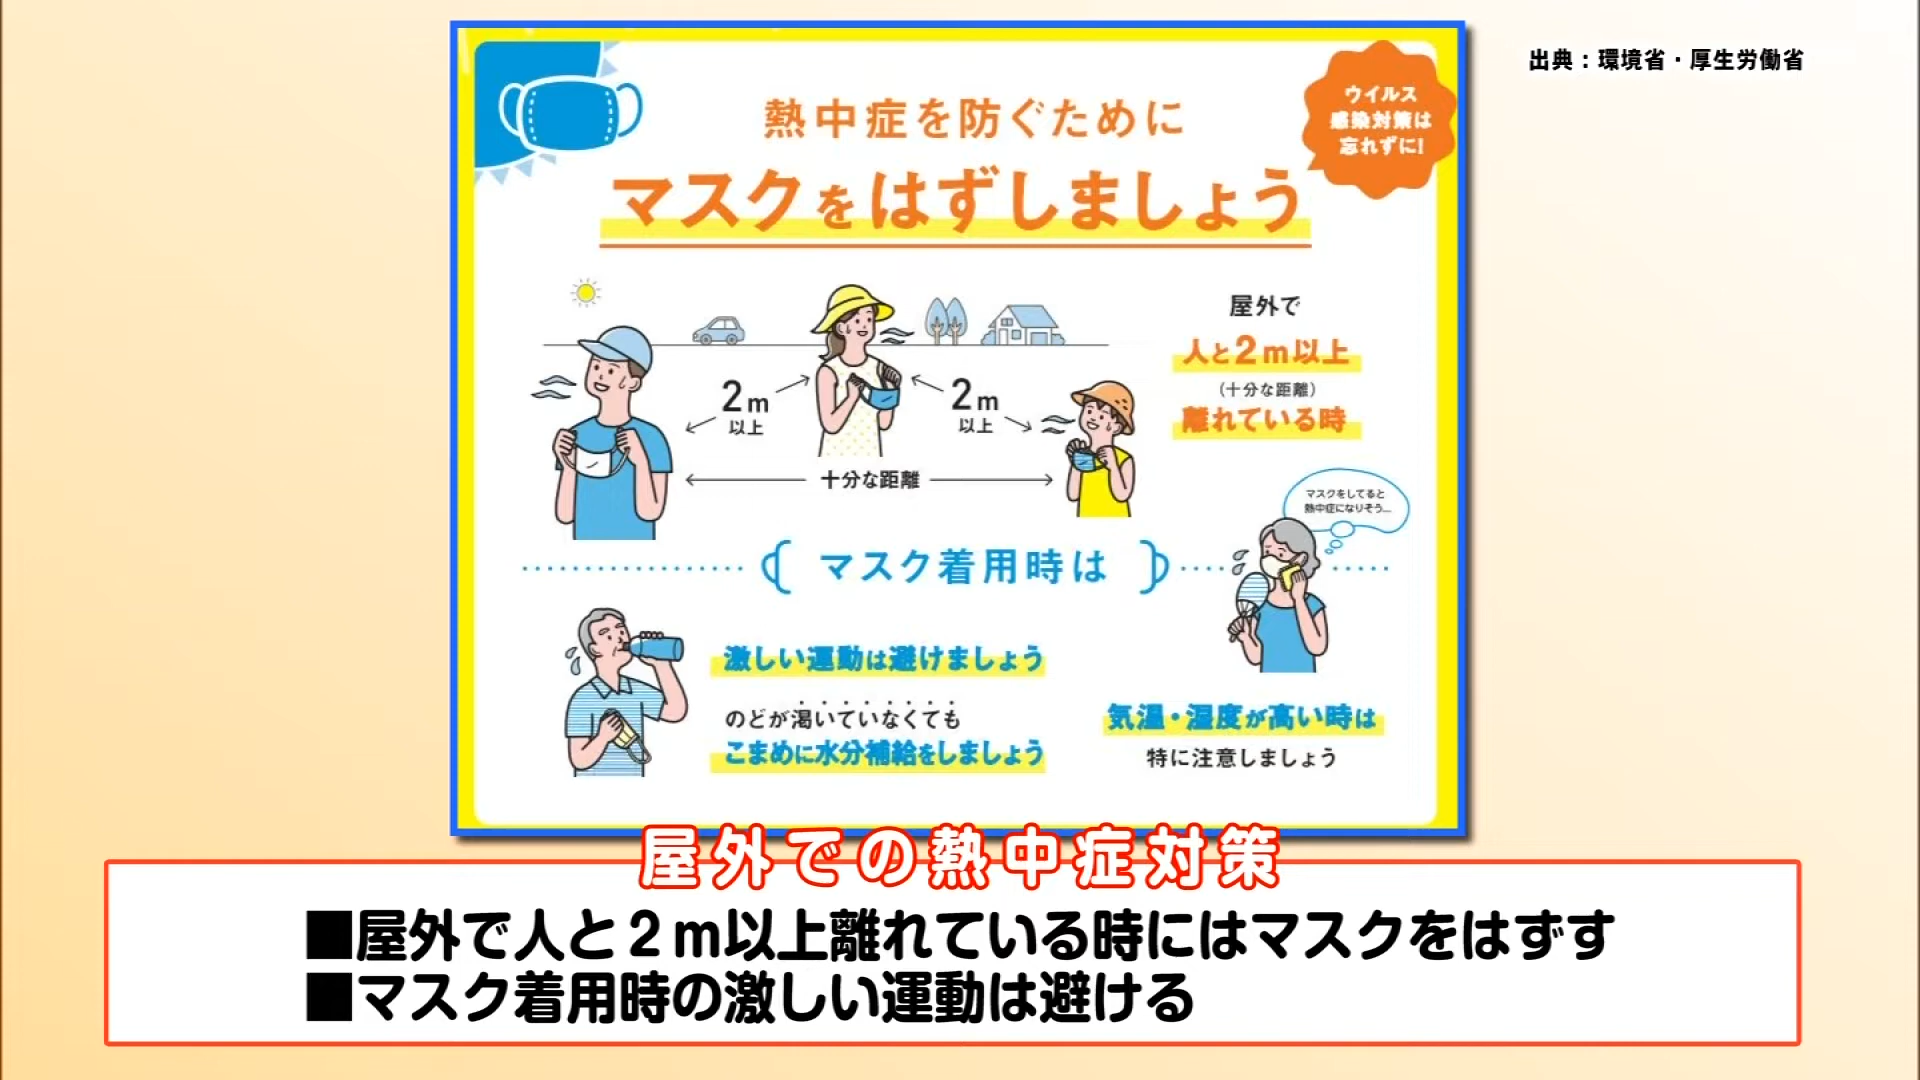 出典：環境省・厚生労働省
ウイルス
感染対策は
忘れずに!
熱中症を防ぐために
マスクをはずしましょう
屋外で
人と2m以上
(十分な距離)
離れている時
2m
以上
2m
以上
十分な距離
マスクをしてると
熱中症になりそう…
マスク着用時は
激しい運動は避けましょう
のどが渇いていなくても
こまめに水分補給をしましょう
気温・湿度が高い時は
特に注意しましょう
屋外での熱中症対策
■屋外で人と２ｍ以上離れている時にはマスクをはずす
■マスク着用時の激しい運動は避ける